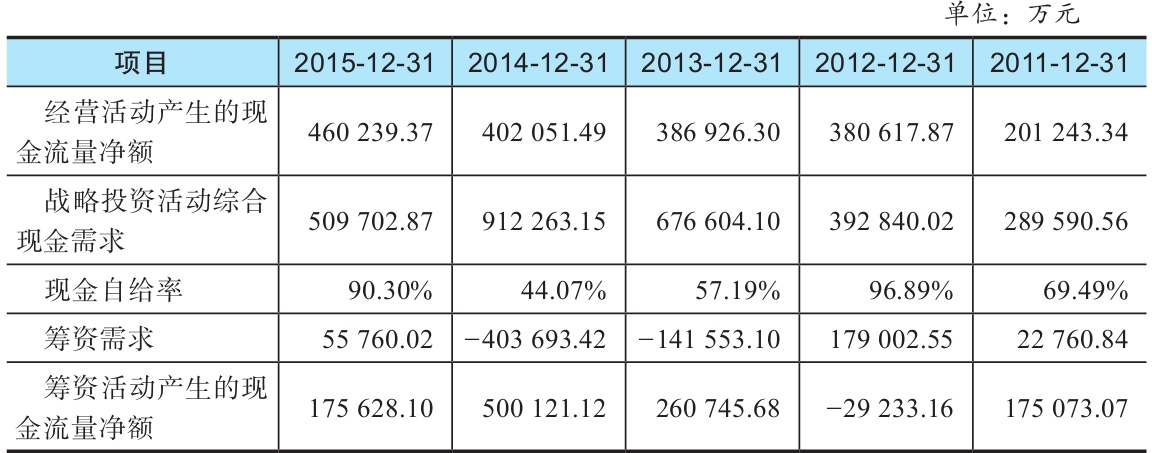 单位：万元
项目 2015-12-31 2014-12-31 2013-12-31 2012-12-31 2011-12-31
经营活动产生的现
金流量净额 460 239.37 402 051.49 386 926.30 380 617.87 201 243.34
战略投资活动综合
现金需求 509 702.87 912 263.15 676 604.10 392 840.02 289 590.56
现金自给率 90.30% 44.07% 57.19% 96.89% 69.49%
筹资需求 55 760.02 −403 693.42 −141 553.10 179 002.55 22 760.84
筹资活动产生的现
金流量净额 175 628.10 500 121.12 260 745.68 −29 233.16 175 073.07